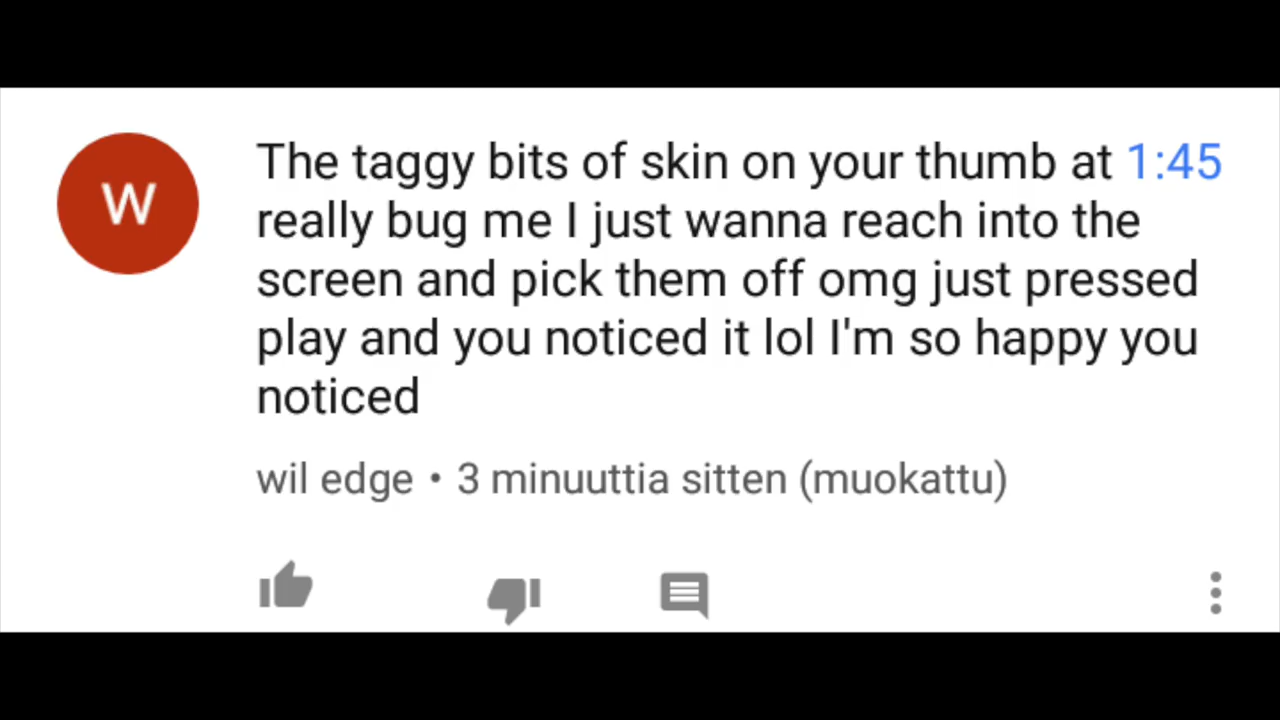 W
The taggy bits of skin on your thumb at 1:45
really bug me I just wanna reach into the
screen and pick them off omg just pressed
play and you noticed it lol I'm so happy you
noticed
wil edge • 3 minuuttia sitten (muokattu)